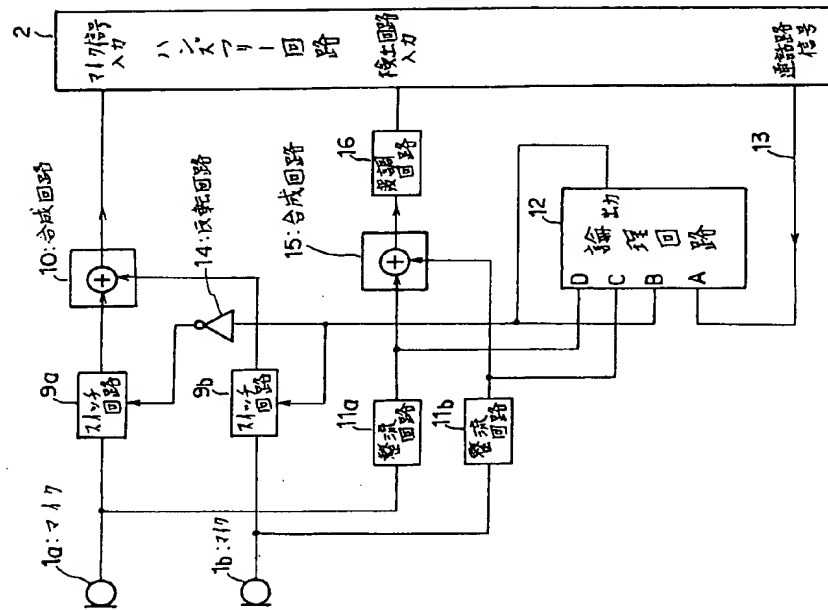 2
マイク信号
入力
ハンズフリー回路
検出回路
入力
通話路
信号
10:合成回路
14:反転回路
15:合成回路
16
変調
回路
13
12
出力
論理回路
D
C
B
A
9a
スイッチ
回路
9b
スイッチ
回路
11a
整流
回路
11b
整流
回路
1a:マイク
1b:マイク